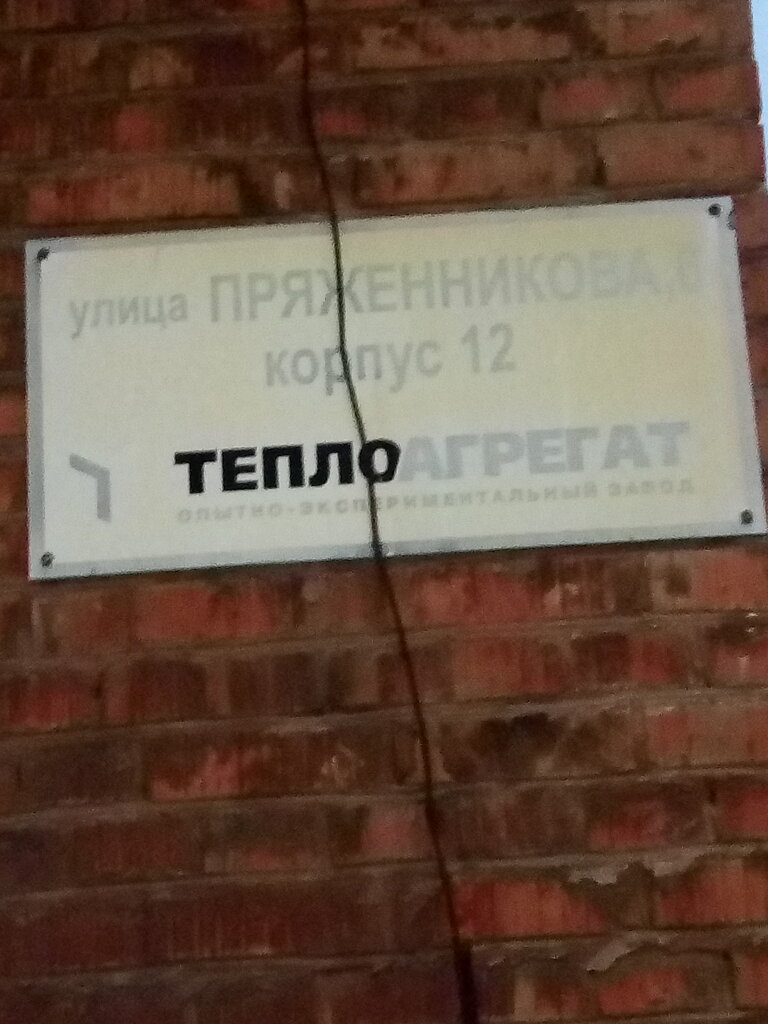 улица ПРЯЖЕННИКОВА,
корпус 12
ТЕПЛОАГРЕГАТ
ОПЫТНО-ЭКСПЕРИМЕНТАЛЬНЫЙ ЗАВОД